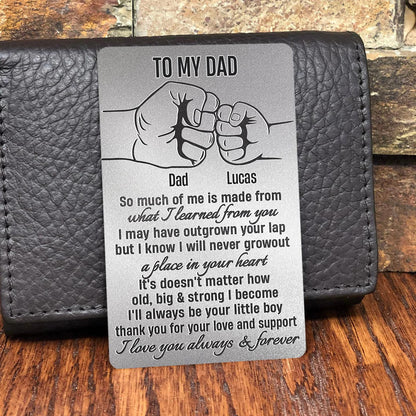 TO MY DAD
Dad Lucas
So much of me is made from
what I learned from you
I may have outgrown your lap
but I know I will never growout
a place in your heart
It's doesn't matter how
old, big & strong I become
I'll always be your little boy
thank you for your love and support
I love you always & forever